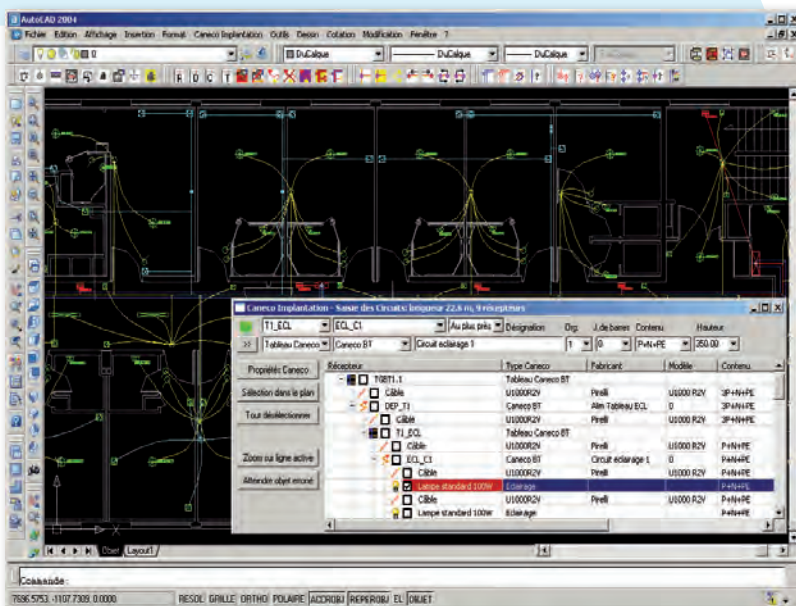 AutoCAD 2004
Fichier Edition Affichage Insertion Format Caneco Implantation Outils Dessin Cotation Modification Fenêtre ?
0 DuCalque DuCalque DuCalque
Caneco Implantation - Saisie des Circuits: longueur 22.6 m, 9 récepteurs
T1_ECL ECL_C1 Au plus près Désignation Org. J.de barres Contenu Hauteur
>> Tableau Caneco Caneco BT Circuit eclairage 1 1 0 P+N+PE 350.00
Propriétés Caneco
Sélection dans le plan
Tout désélectionner
Zoom sur ligne active
Atteindre objet erroné
Récepteur Type Caneco Fabricant Modèle Contenu
TGBT1.1 Tableau Caneco BT
Câble U1000R2V Pirelli U1000 R2V 3P+N+PE
DEP_T1 Caneco BT Alim Tableau ECL 0 3P+N+PE
Câble U1000R2V Pirelli U1000 R2V 3P+N+PE
T1_ECL Tableau Caneco BT
Câble U1000R2V Pirelli U1000 R2V P+N+PE
ECL_C1 Caneco BT Circuit éclairage 1 0 P+N+PE
Câble U1000R2V Pirelli U1000 R2V P+N+PE
Lampe standard 100W Eclairage P+N+PE
Câble U1000R2V Pirelli U1000 R2V P+N+PE
Lampe standard 100W Eclairage P+N+PE
Objet Layout1
Commande:
7696.5753, -1107.7309, 0.0000 RESOL GRILLE ORTHO POLAIRE ACCROBJ REPEROBJ EL OBJET